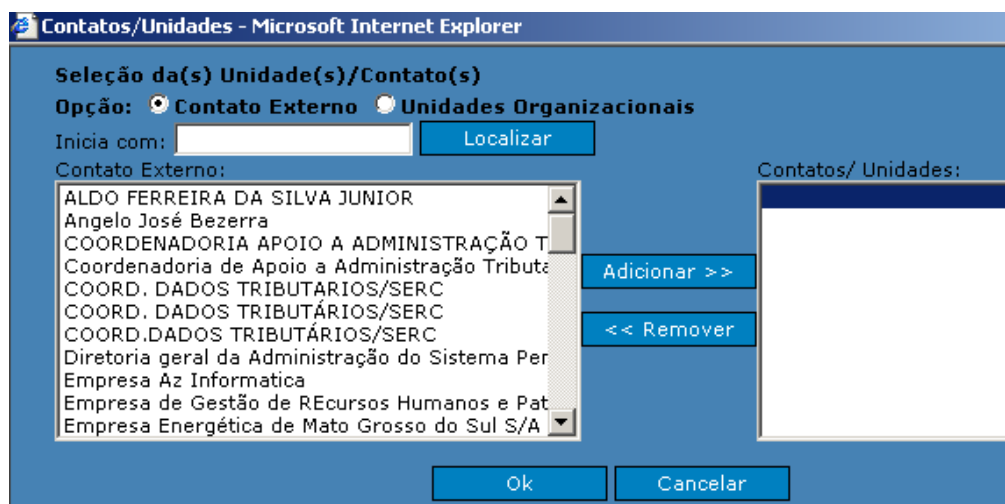 Contatos/Unidades - Microsoft Internet Explorer
Seleção da(s) Unidade(s)/Contato(s)
Opção: Contato Externo Unidades Organizacionais
Inicia com: Localizar
Contato Externo: Contatos/ Unidades:
ALDO FERREIRA DA SILVA JUNIOR
Angelo José Bezerra
COORDENADORIA APOIO A ADMINISTRAÇÃO T
Coordenadoria de Apoio a Administração Tributa
COORD. DADOS TRIBUTARIOS/SERC
COORD. DADOS TRIBUTÁRIOS/SERC
COORD.DADOS TRIBUTÁRIOS/SERC
Diretoria geral da Administração do Sistema Per
Empresa Az Informatica
Empresa de Gestão de REcursos Humanos e Pat
Empresa Energética de Mato Grosso do Sul S/A
Adicionar >>
<< Remover
Ok Cancelar